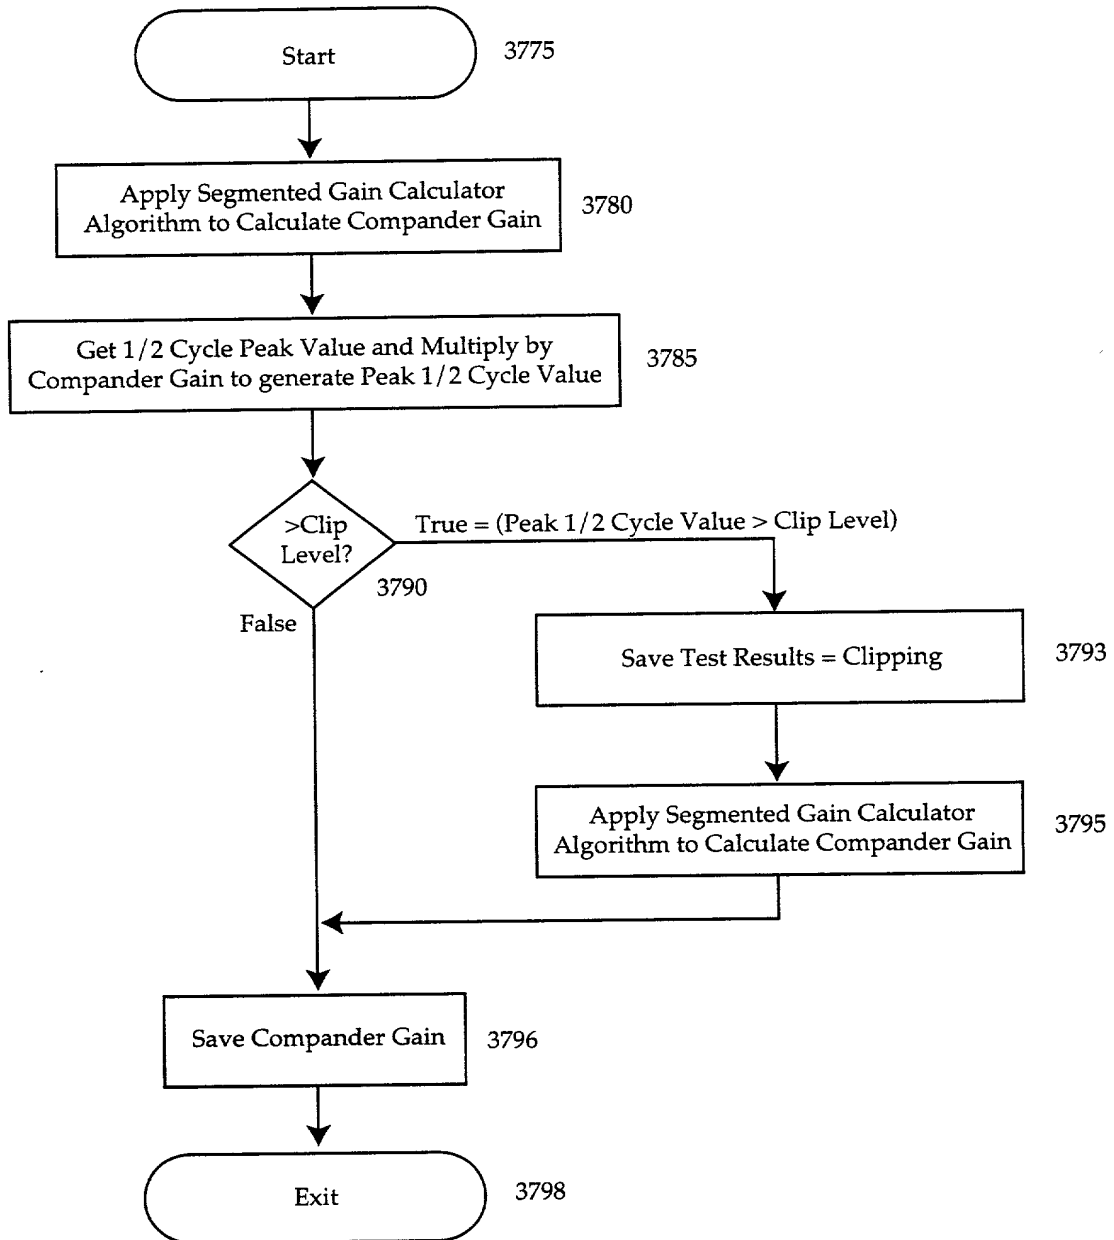 Start
3775
Apply Segmented Gain Calculator
Algorithm to Calculate Compander Gain
3780
Get 1/2 Cycle Peak Value and Multiply by
Compander Gain to generate Peak 1/2 Cycle Value
3785
>Clip
Level?
3790
True = (Peak 1/2 Cycle Value > Clip Level)
False
Save Test Results = Clipping
3793
Apply Segmented Gain Calculator
Algorithm to Calculate Compander Gain
3795
Save Compander Gain
3796
Exit
3798